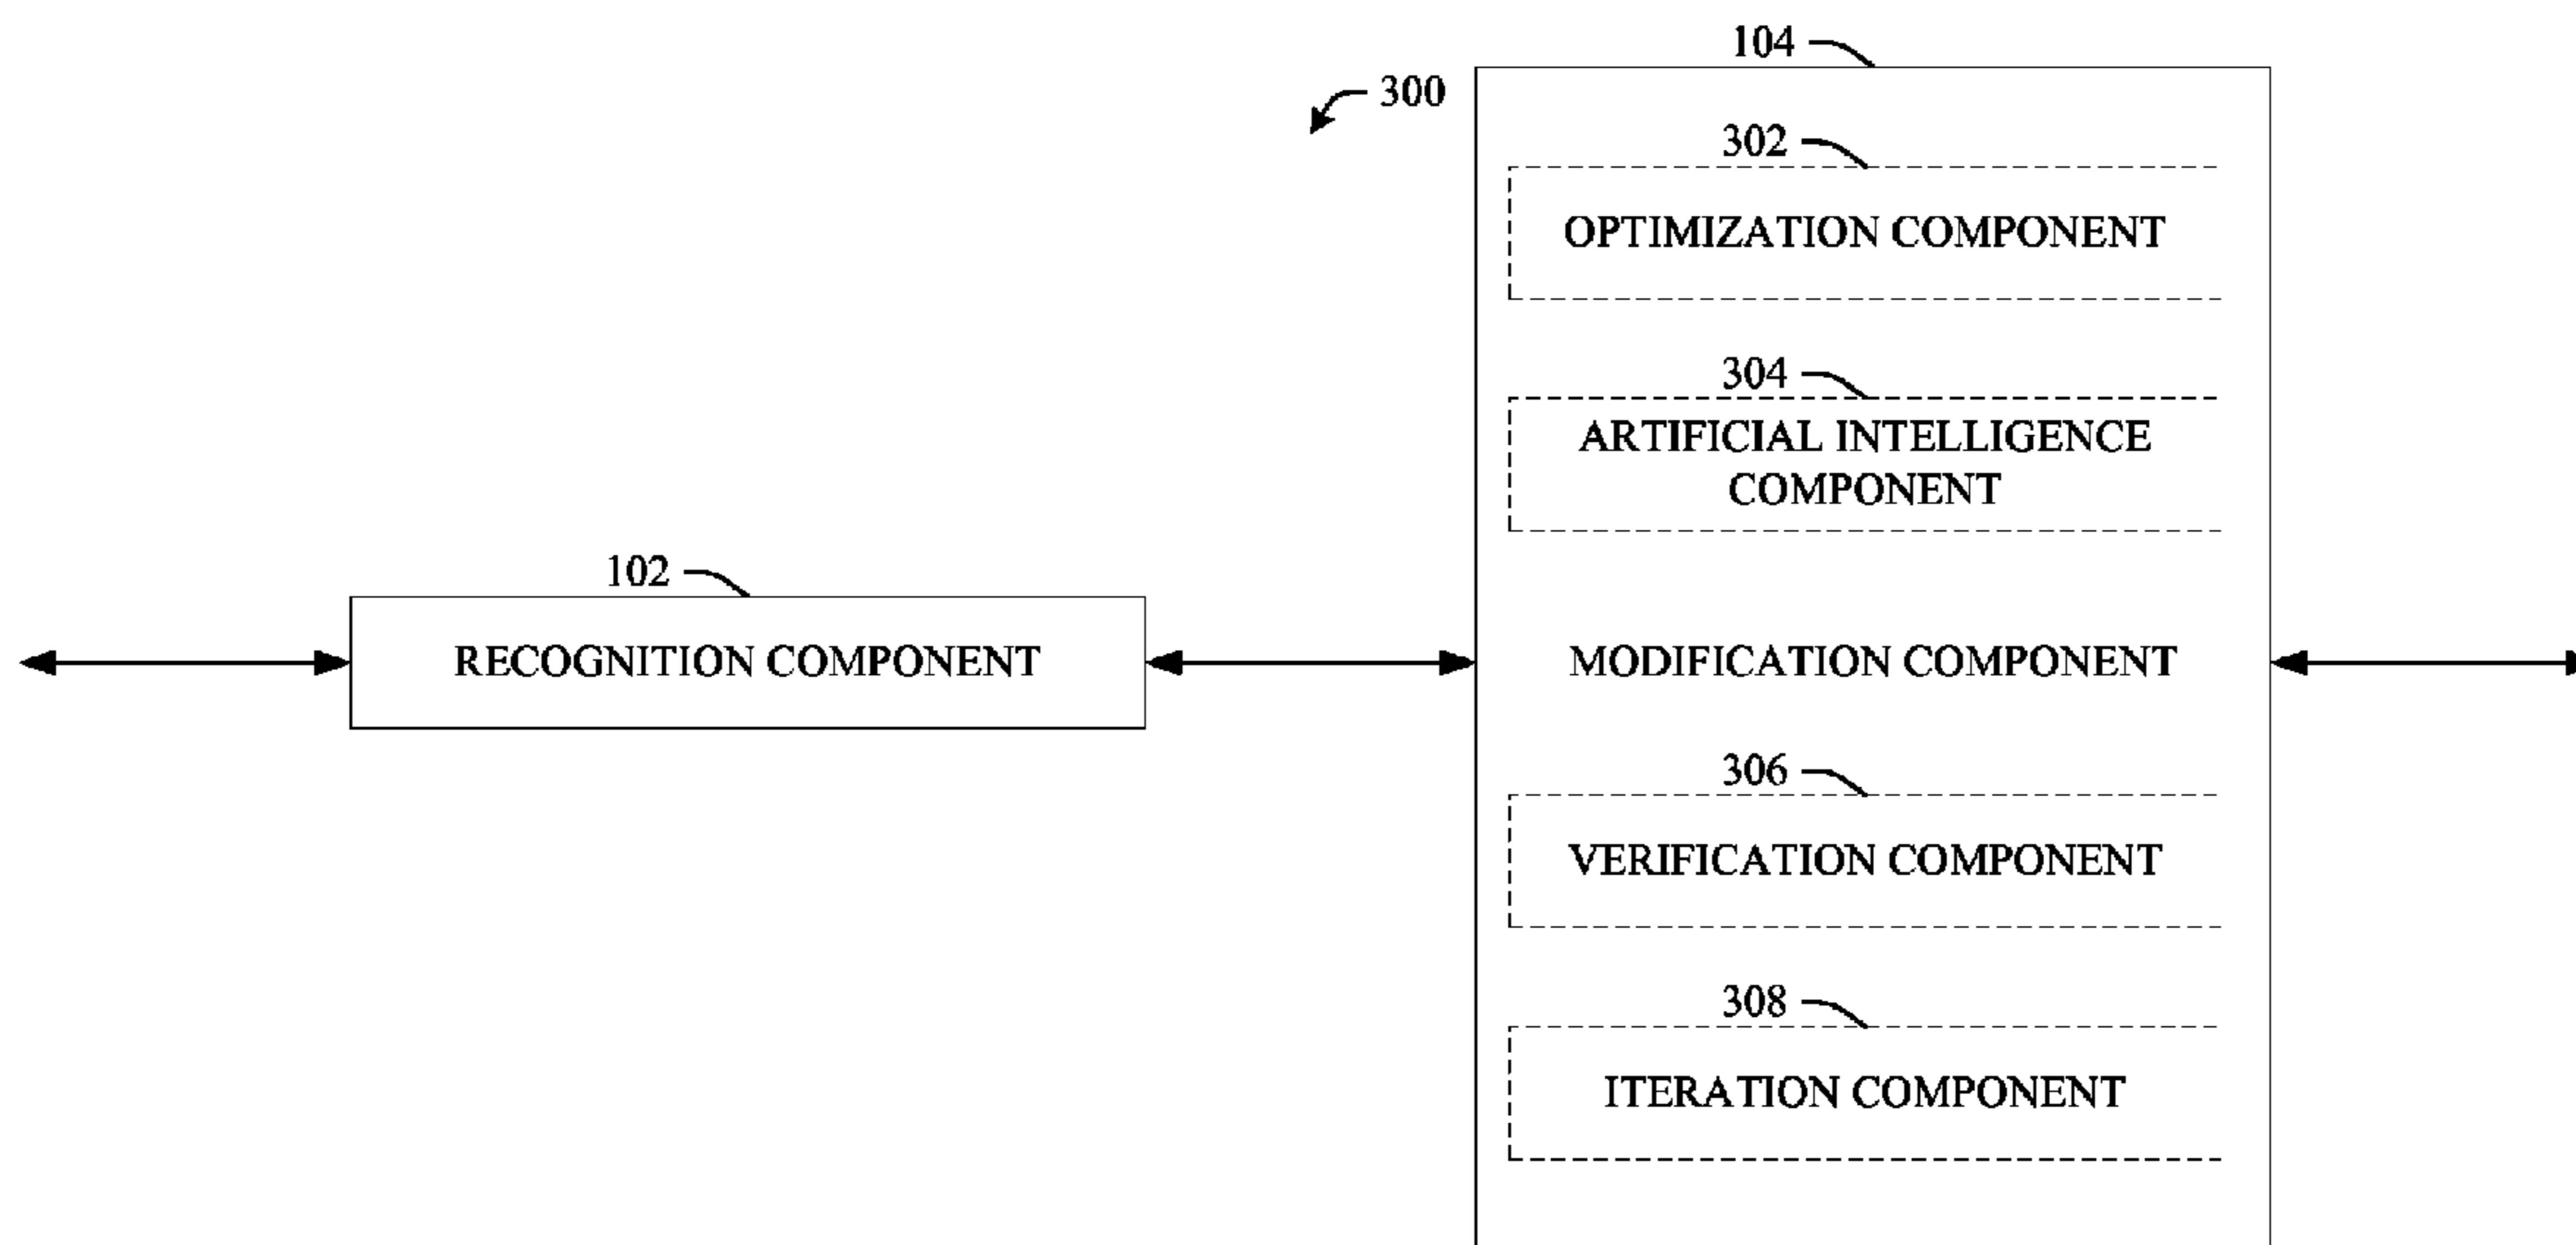 104
300
302
OPTIMIZATION COMPONENT
304
ARTIFICIAL INTELLIGENCE
COMPONENT
102
RECOGNITION COMPONENT
MODIFICATION COMPONENT
306
VERIFICATION COMPONENT
308
ITERATION COMPONENT